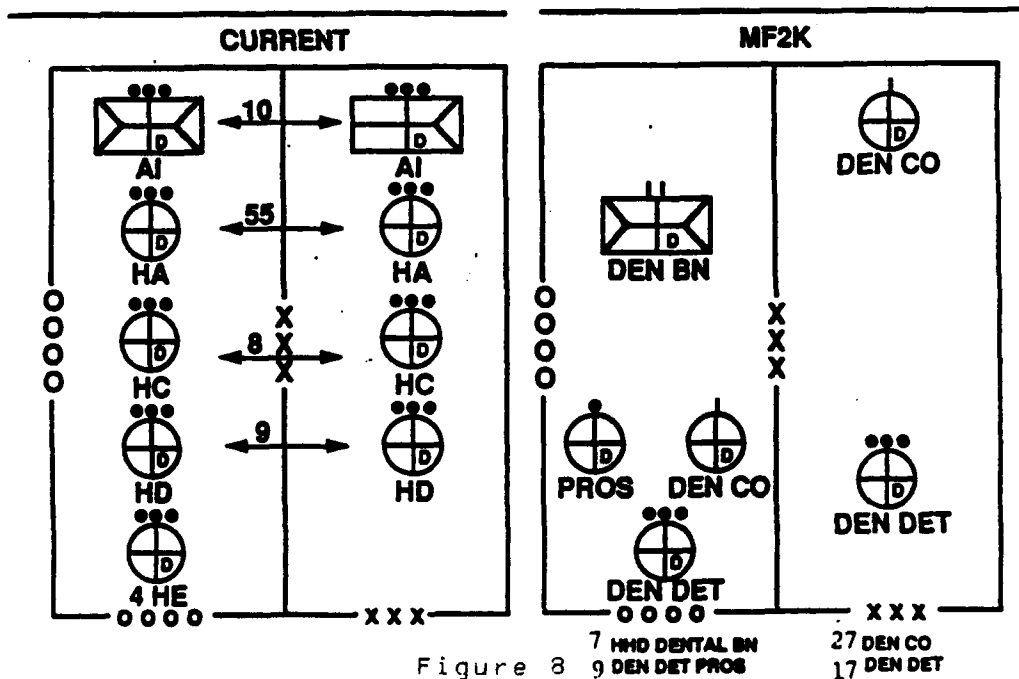 CURRENT
10
D
AI
D
AI
55
D
HA
D
HA
O
O
O
O
X
X
X
8
D
HC
D
HC
9
D
HD
D
HD
D
4 HE
O O O O
X X X
MF2K
D
DEN CO
D
DEN BN
O
O
O
O
X
X
X
D
PROS
D
DEN CO
D
DEN DET
D
DEN DET
O O O O
X X X
7 HHD DENTAL BN
9 DEN DET PROS
27 DEN CO
17 DEN DET
Figure 8